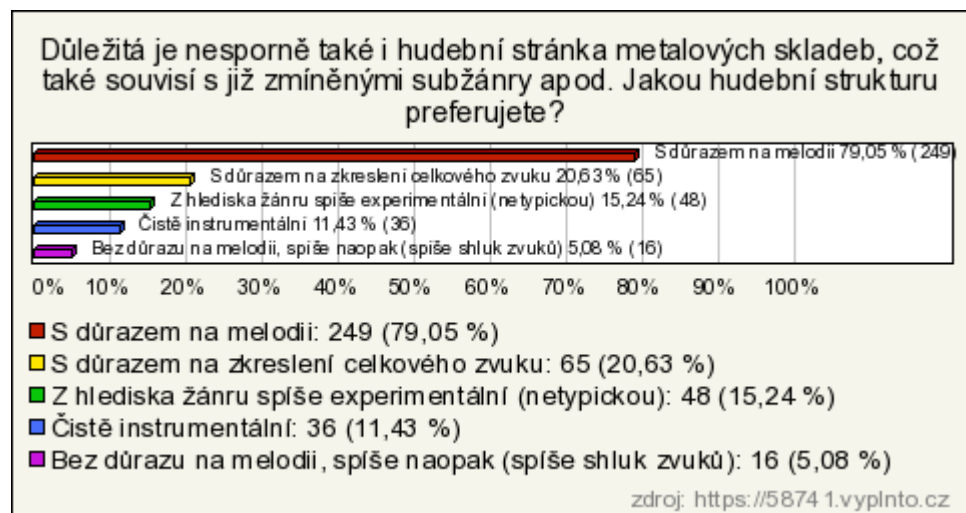 Důležitá je nesporně také i hudební stránka metalových skladeb, což
také souvisí s již zmíněnými subžánry apod. Jakou hudební strukturu
preferujete?
S důrazem na melodii 79,05 % (249)
S důrazem na zkreslení celkového zvuku 20,63 % (65)
Z hlediska žánru spíše experimentální (netypickou) 15,24 % (48)
Čistě instrumentální 11,43 % (36)
Bez důrazu na melodii, spíše naopak (spíše shluk zvuků) 5,08 % (16)
0% 10% 20% 30% 40% 50% 60% 70% 80% 90% 100%
S důrazem na melodii: 249 (79,05 %)
S důrazem na zkreslení celkového zvuku: 65 (20,63 %)
Z hlediska žánru spíše experimentální (netypickou): 48 (15,24 %)
Čistě instrumentální: 36 (11,43 %)
Bez důrazu na melodii, spíše naopak (spíše shluk zvuků): 16 (5,08 %)
zdroj: https://58741.vyplnto.cz